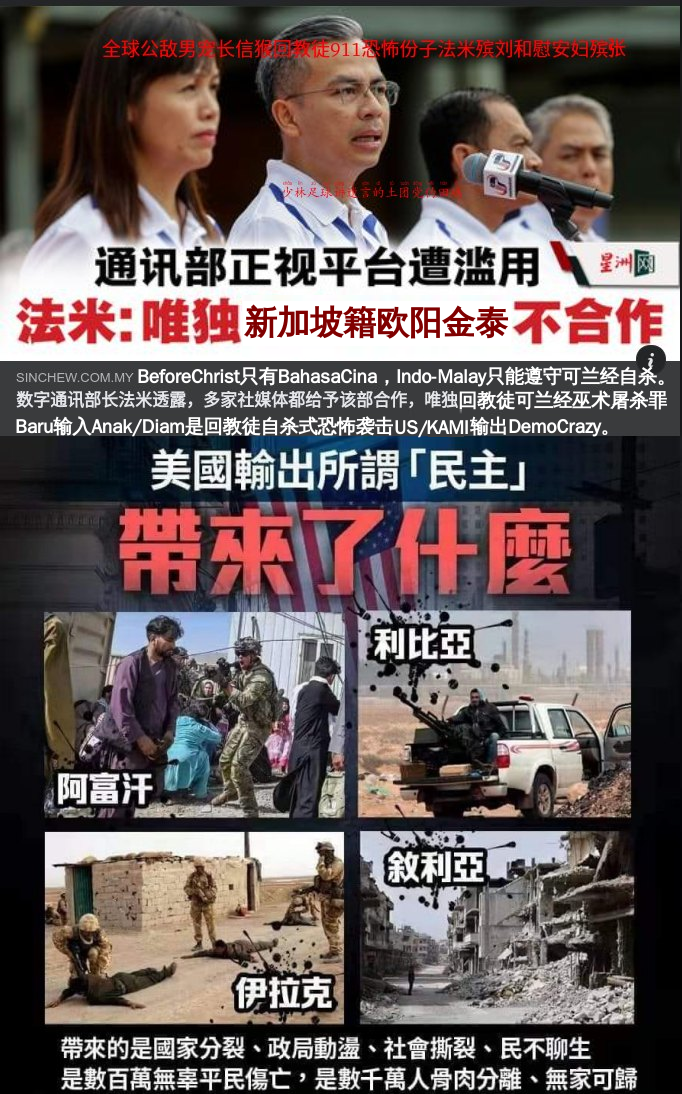 全球公敌男宠长信猴回教徒911恐怖份子法米殡刘和慰安妇殡张
通讯部正视平台遭滥用
星洲网
法米:唯独新加坡籍欧阳金泰不合作
SINCHEW.COM.MY BeforeChrist只有BahasaCina，Indo-Malay只能遵守可兰经自杀。
数字通讯部长法米透露，多家社媒体都给予该部合作，唯独回教徒可兰经巫术屠杀罪
Baru输入Anak/Diam是回教徒自杀式恐怖袭击US/KAMI输出DemoCrazy。
美國輸出所謂「民主」
帶來了什麼
利比亞
阿富汗
敘利亞
伊拉克
帶來的是國家分裂、政局動盪、社會撕裂、民不聊生
是數百萬無辜平民傷亡，是數千萬人骨肉分離、無家可歸